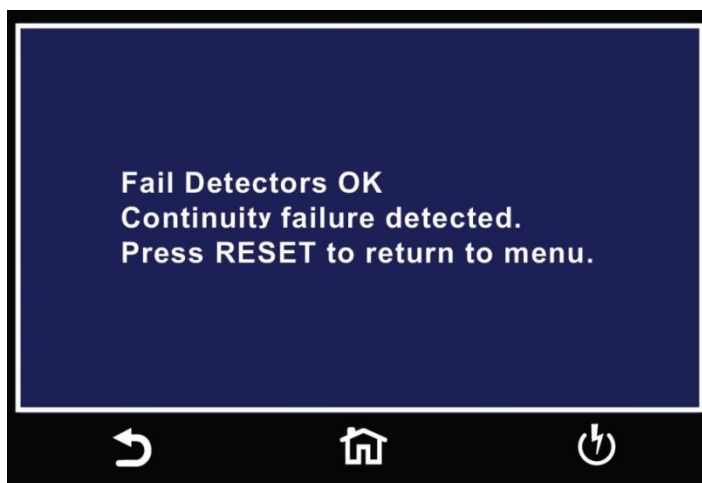 Fail Detectors OK
Continuity failure detected.
Press RESET to return to menu.